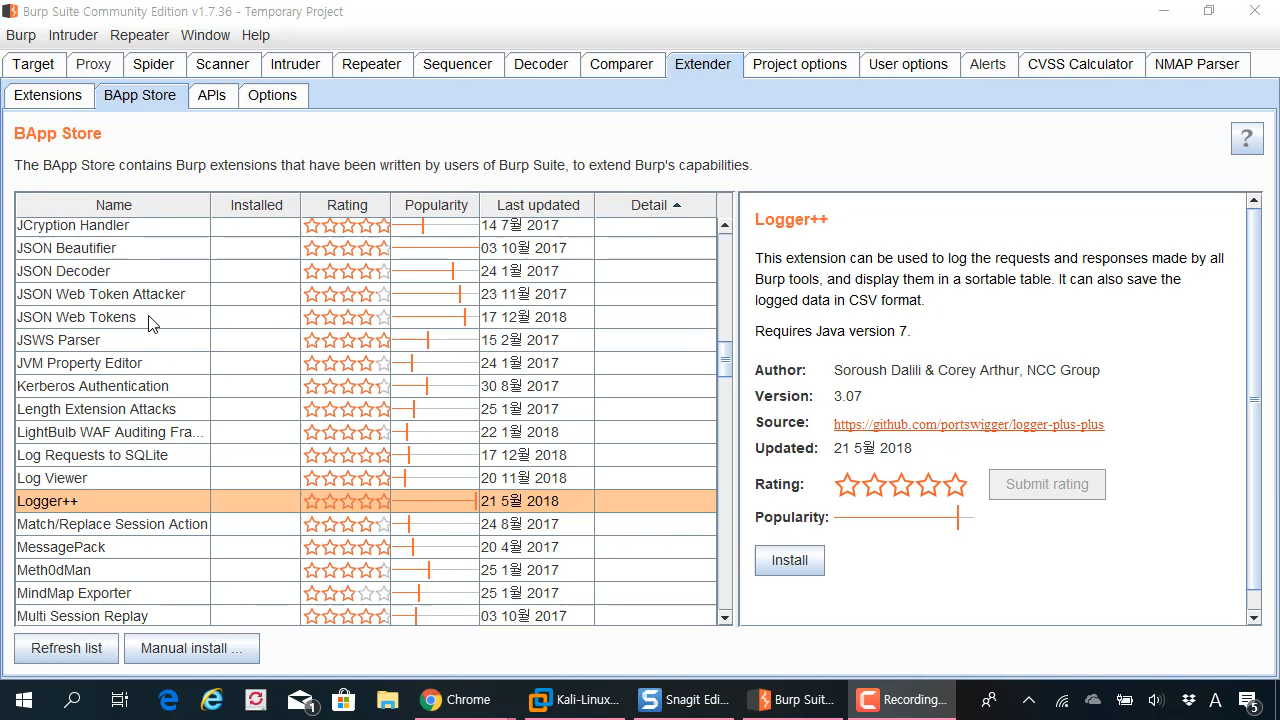 Burp Suite Community Edition v1.7.36 - Temporary Project
Burp Intruder Repeater Window Help
Target Proxy Spider Scanner Intruder Repeater Sequencer Decoder Comparer Extender Project options User options Alerts CVSS Calculator NMAP Parser
Extensions BApp Store APIs Options
BApp Store
?
The BApp Store contains Burp extensions that have been written by users of Burp Suite, to extend Burp's capabilities.
Name Installed Rating Popularity Last updated Detail
JCryption Handler 14 7월 2017
JSON Beautifier 03 10월 2017
JSON Decoder 24 1월 2017
JSON Web Token Attacker 23 11월 2017
JSON Web Tokens 17 12월 2018
JSWS Parser 15 2월 2017
JVM Property Editor 24 1월 2017
Kerberos Authentication 30 8월 2017
Length Extension Attacks 25 1월 2017
LightBulb WAF Auditing Fra... 22 1월 2018
Log Requests to SQLite 17 12월 2018
Log Viewer 20 11월 2018
Logger++ 21 5월 2018
Match/Replace Session Action 24 8월 2017
MessagePack 20 4월 2017
Meth0dMan 25 1월 2017
MindMap Exporter 25 1월 2017
Multi Session Replay 03 10월 2017
Logger++
This extension can be used to log the requests and responses made by all
Burp tools, and display them in a sortable table. It can also save the
logged data in CSV format.
Requires Java version 7.
Author: Soroush Dalili & Corey Arthur, NCC Group
Version: 3.07
Source: https://github.com/portswigger/logger-plus-plus
Updated: 21 5월 2018
Rating: Submit rating
Popularity:
Install
Refresh list Manual install ...
1 Chrome Kali-Linux... Snagit Edi... Burp Suit... Recording... A 5